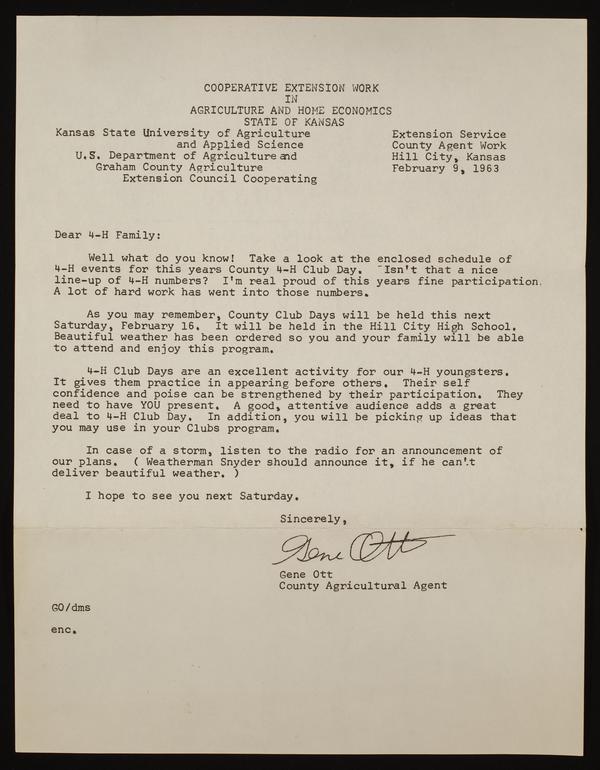 COOPERATIVE EXTENSION WORK
IN
AGRICULTURE AND HOME ECONOMICS
STATE OF KANSAS
Kansas State University of Agriculture
and Applied Science
U.S. Department of Agriculture and
Graham County Agriculture
Extension Council Cooperating
Extension Service
County Agent Work
Hill City, Kansas
February 9, 1963
Dear 4-H Family:
Well what do you know! Take a look at the enclosed schedule of
4-H events for this years County 4-H Club Day. Isn't that a nice
line-up of 4-H numbers? I'm real proud of this years fine participation.
A lot of hard work has went into those numbers.
As you may remember, County Club Days will be held this next
Saturday, February 16. It will be held in the Hill City High School.
Beautiful weather has been ordered so you and your family will be able
to attend and enjoy this program.
4-H Club Days are an excellent activity for our 4-H youngsters.
It gives them practice in appearing before others. Their self
confidence and poise can be strengthened by their participation. They
need to have YOU present. A good, attentive audience adds a great
deal to 4-H Club Day. In addition, you will be picking up ideas that
you may use in your Clubs program.
In case of a storm, listen to the radio for an announcement of
our plans. ( Weatherman Snyder should announce it, if he can't
deliver beautiful weather. )
I hope to see you next Saturday.
Sincerely,
Gene Ott
Gene Ott
County Agricultural Agent
GO/dms
enc.